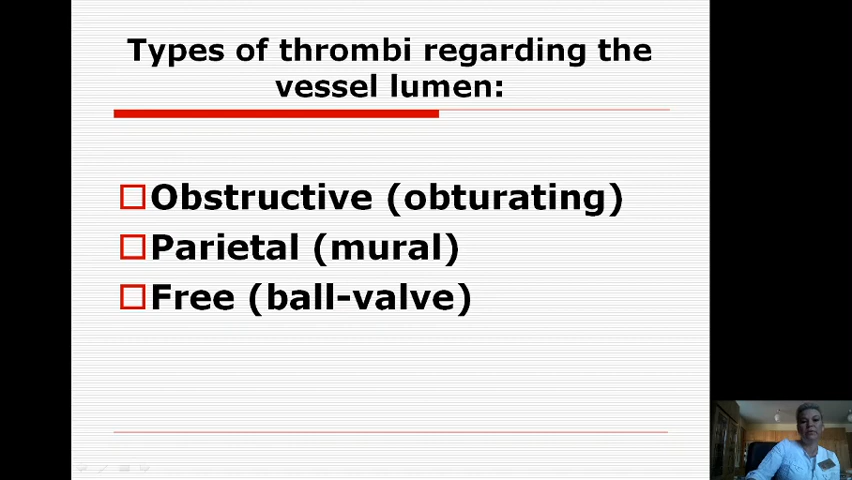 Types of thrombi regarding the
vessel lumen:
Obstructive (obturating)
Parietal (mural)
Free (ball-valve)